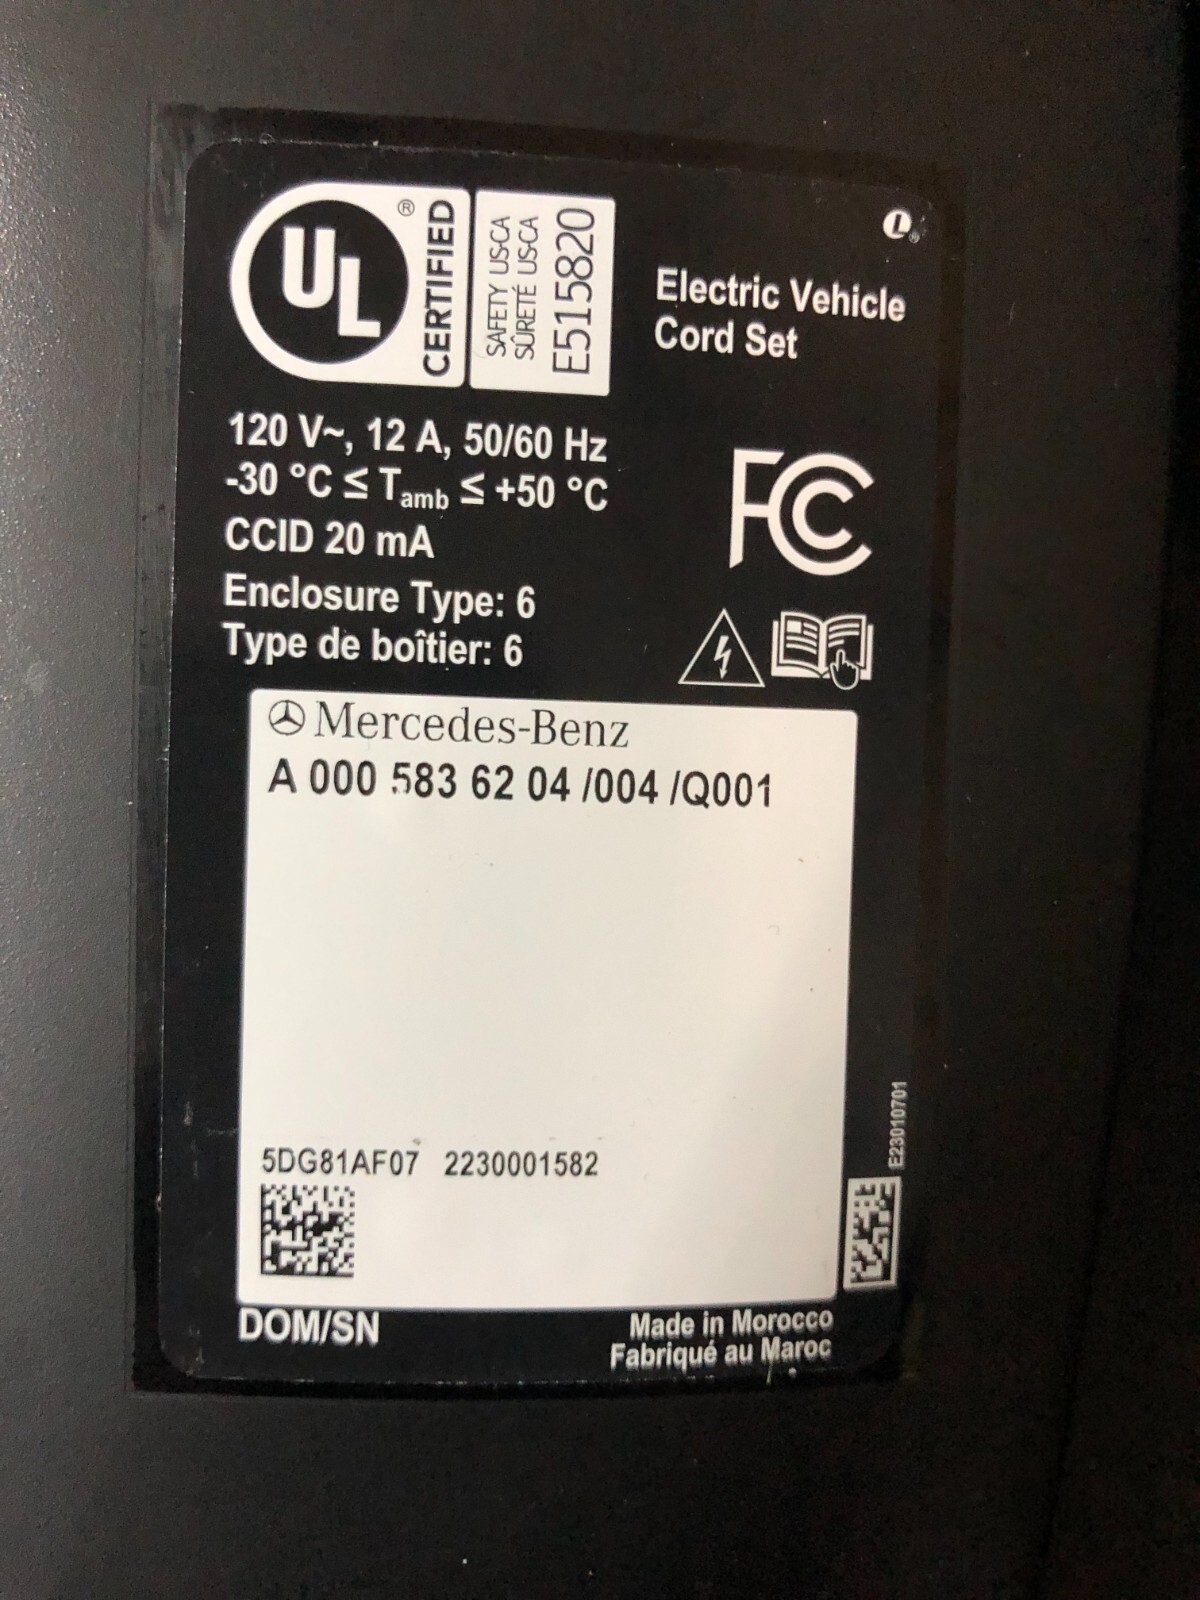 UL ®
CERTIFIED
SAFETY US-CA
SÛRETÉ US-CA
E515820
L ®
Electric Vehicle
Cord Set
120 V~, 12 A, 50/60 Hz
-30 °C ≤ Tamb ≤ +50 °C
CCID 20 mA
FC
Enclosure Type: 6
Type de boîtier: 6
Mercedes-Benz
A 000 583 62 04 /004 /Q001
5DG81AF07 2230001582
E23010701
DOM/SN
Made in Morocco
Fabriqué au Maroc